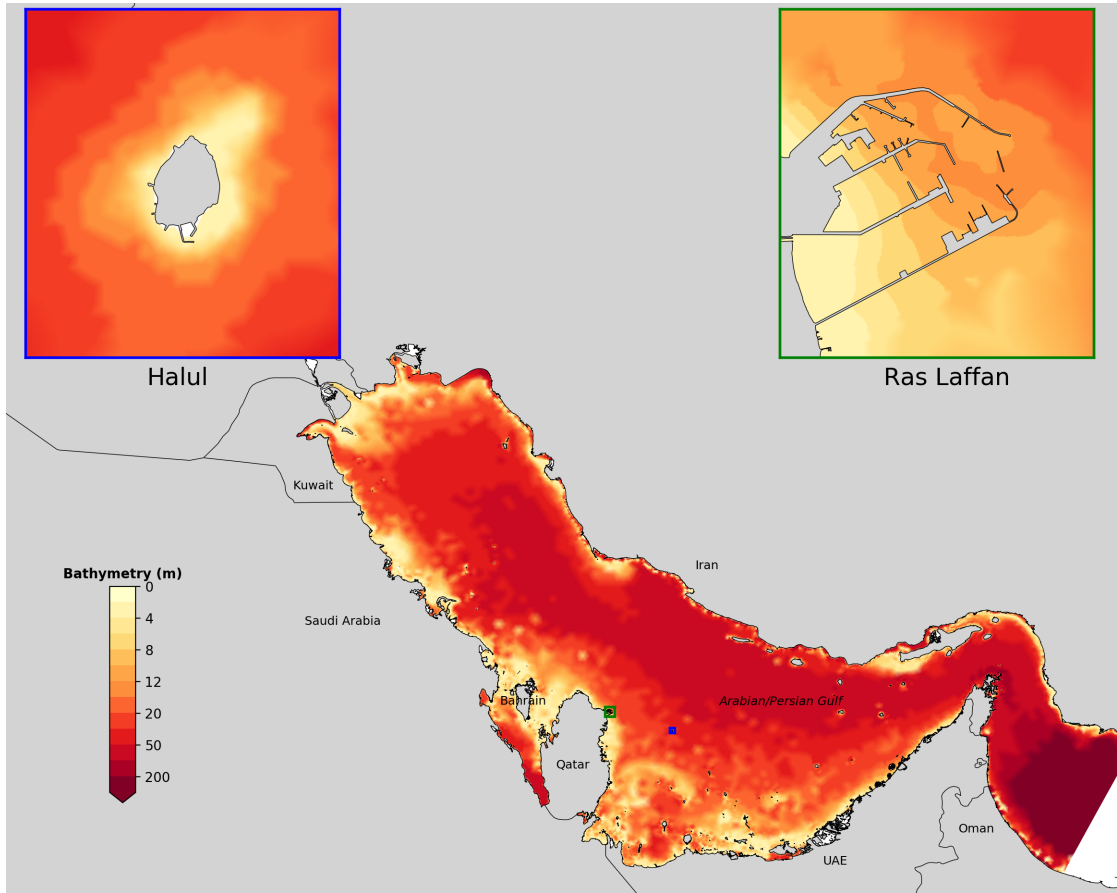 Halul
Ras Laffan
Kuwait
Iran
Bathymetry (m)
0
4
8
12
20
50
200
Saudi Arabia
Bahrain
Arabian/Persian Gulf
Qatar
Oman
UAE